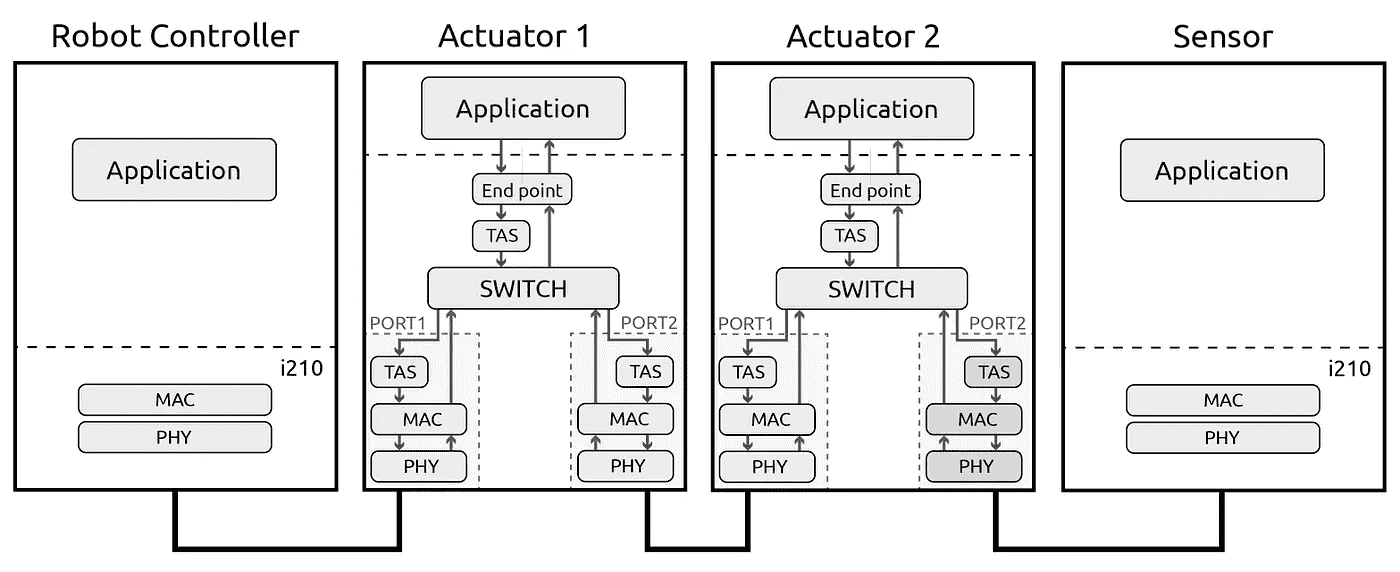 Robot Controller
Application
i210
MAC
PHY
Actuator 1
Application
End point
TAS
SWITCH
PORT1
PORT2
TAS
TAS
MAC
MAC
PHY
PHY
Actuator 2
Application
End point
TAS
SWITCH
PORT1
PORT2
TAS
TAS
MAC
MAC
PHY
PHY
Sensor
Application
i210
MAC
PHY